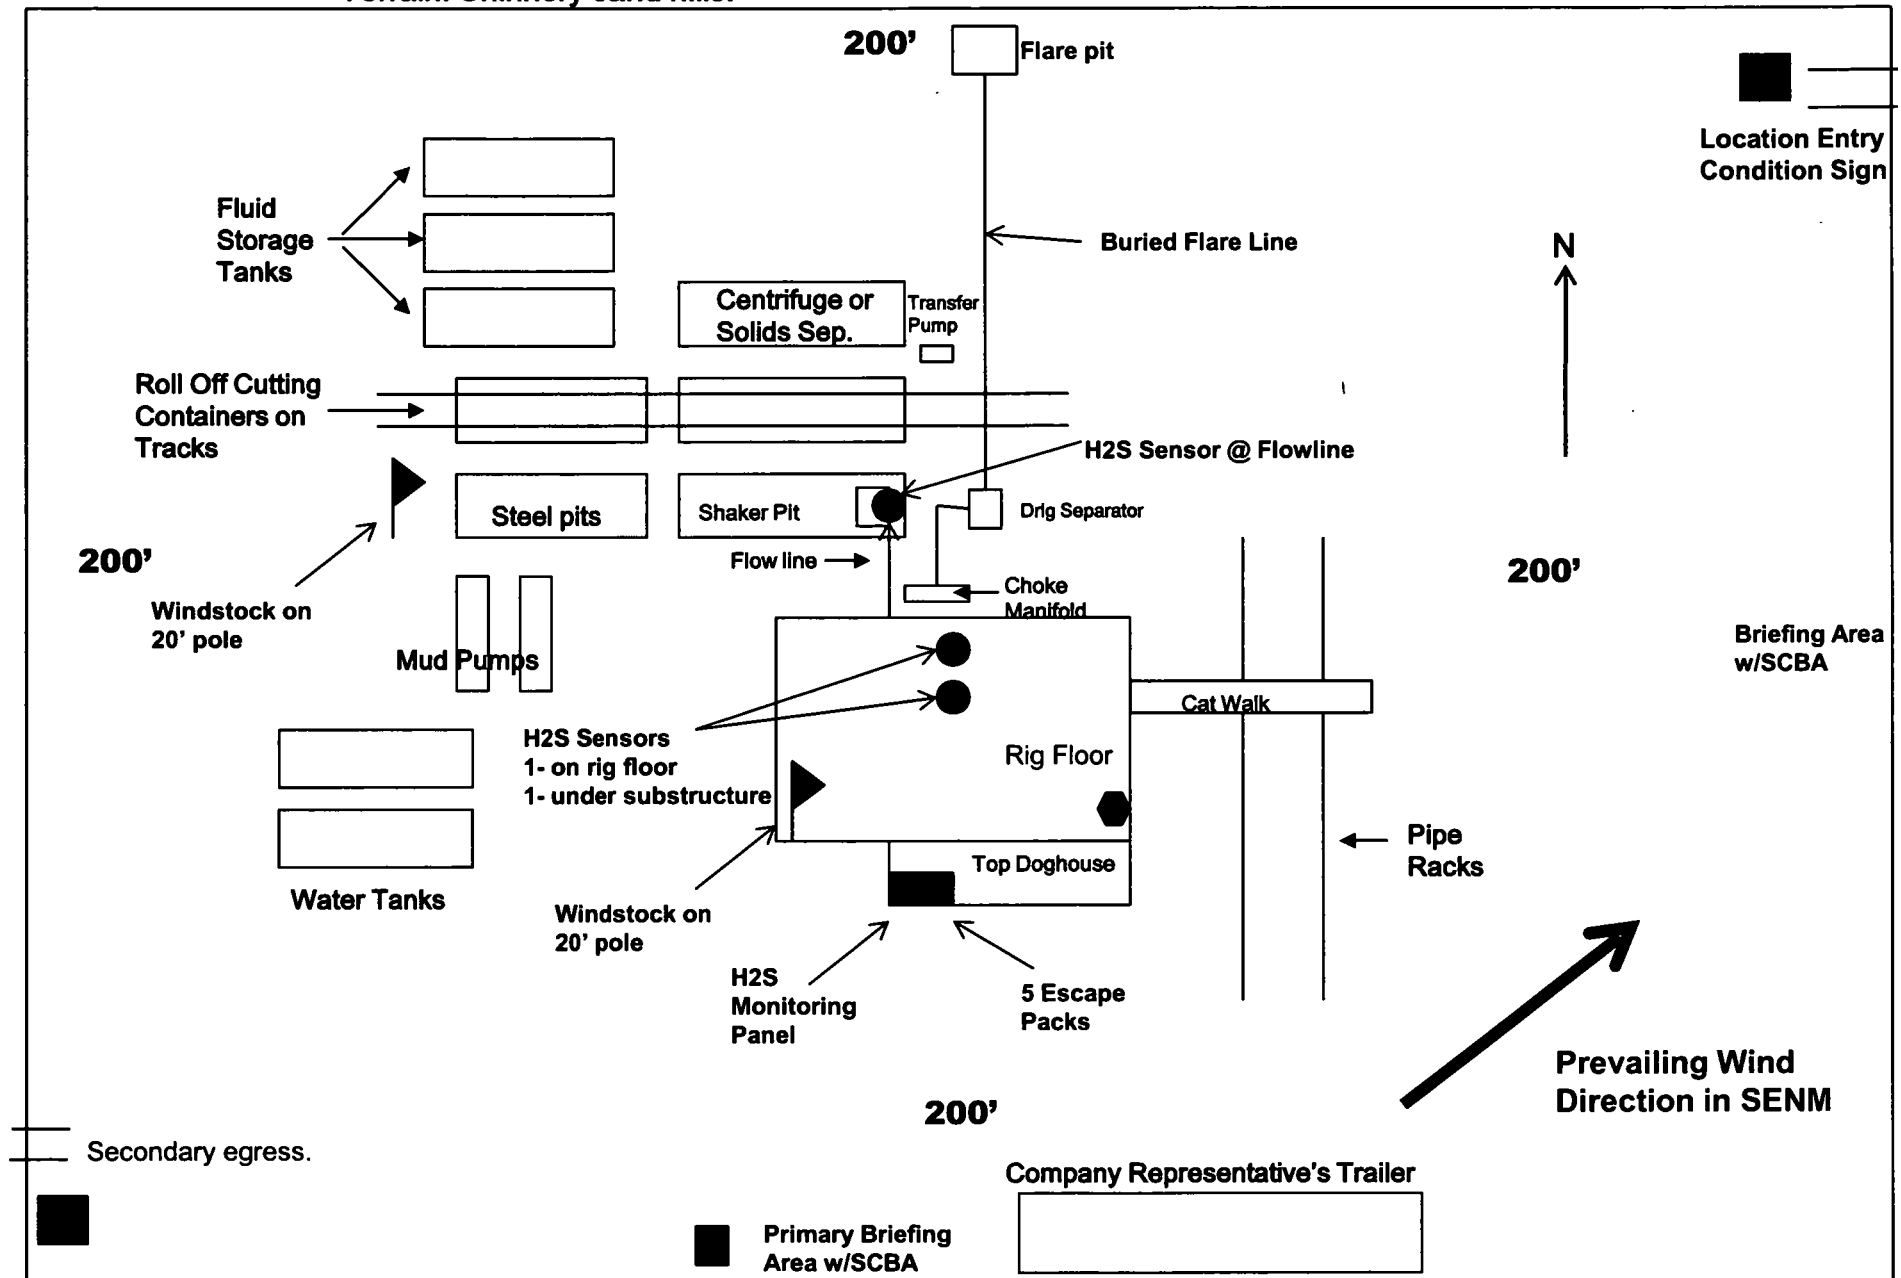 Terrain: Shinnery sand hills.
200'
Flare pit
Location Entry
Condition Sign
Fluid
Storage
Tanks
Buried Flare Line
N
Centrifuge or
Solids Sep.
Transfer
Pump
Roll Off Cutting
Containers on
Tracks
H2S Sensor @ Flowline
Steel pits
Shaker Pit
Drlg Separator
200'
Flow line
200'
Choke
Manifold
Windstock on
20' pole
Briefing Area
w/SCBA
Mud Pumps
Cat Walk
H2S Sensors
1- on rig floor
1- under substructure
Rig Floor
Pipe
Racks
Top Doghouse
Water Tanks
Windstock on
20' pole
H2S
Monitoring
Panel
5 Escape
Packs
Prevailing Wind
Direction in SENM
200'
Secondary egress.
Company Representative's Trailer
Primary Briefing
Area w/SCBA